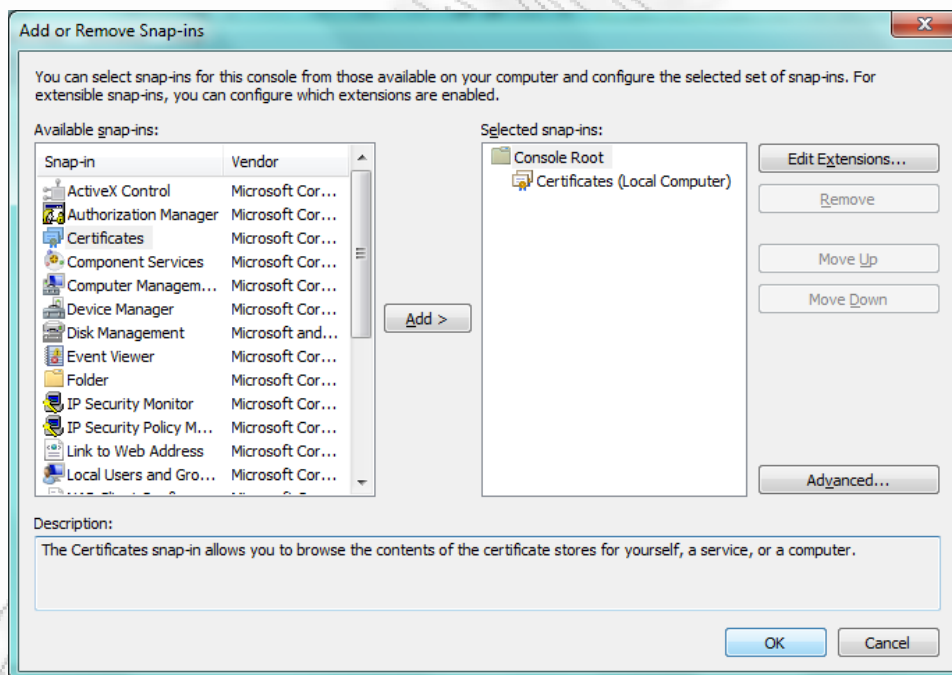 Add or Remove Snap-ins
You can select snap-ins for this console from those available on your computer and configure the selected set of snap-ins. For
extensible snap-ins, you can configure which extensions are enabled.
Available snap-ins:
Snap-in Vendor
ActiveX Control Microsoft Cor...
Authorization Manager Microsoft Cor...
Certificates Microsoft Cor...
Component Services Microsoft Cor...
Computer Managem... Microsoft Cor...
Device Manager Microsoft Cor...
Disk Management Microsoft and...
Event Viewer Microsoft Cor...
Folder Microsoft Cor...
IP Security Monitor Microsoft Cor...
IP Security Policy M... Microsoft Cor...
Link to Web Address Microsoft Cor...
Local Users and Gro... Microsoft Cor...
Add >
Selected snap-ins:
Console Root
Certificates (Local Computer)
Edit Extensions...
Remove
Move Up
Move Down
Advanced...
Description:
The Certificates snap-in allows you to browse the contents of the certificate stores for yourself, a service, or a computer.
OK
Cancel